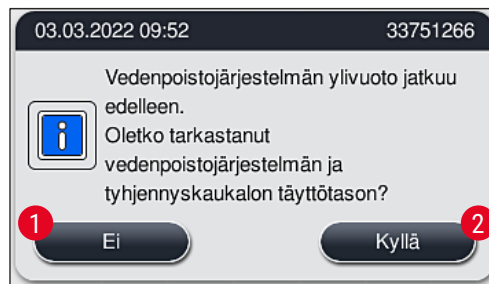 03.03.2022 09:52 33751266
Vedenpoistojärjestelmän ylivuoto jatkuu
edelleen.
Oletko tarkastanut
vedenpoistojärjestelmän ja
tyhjennyskaukalon täyttötason?
1 2
Ei Kyllä